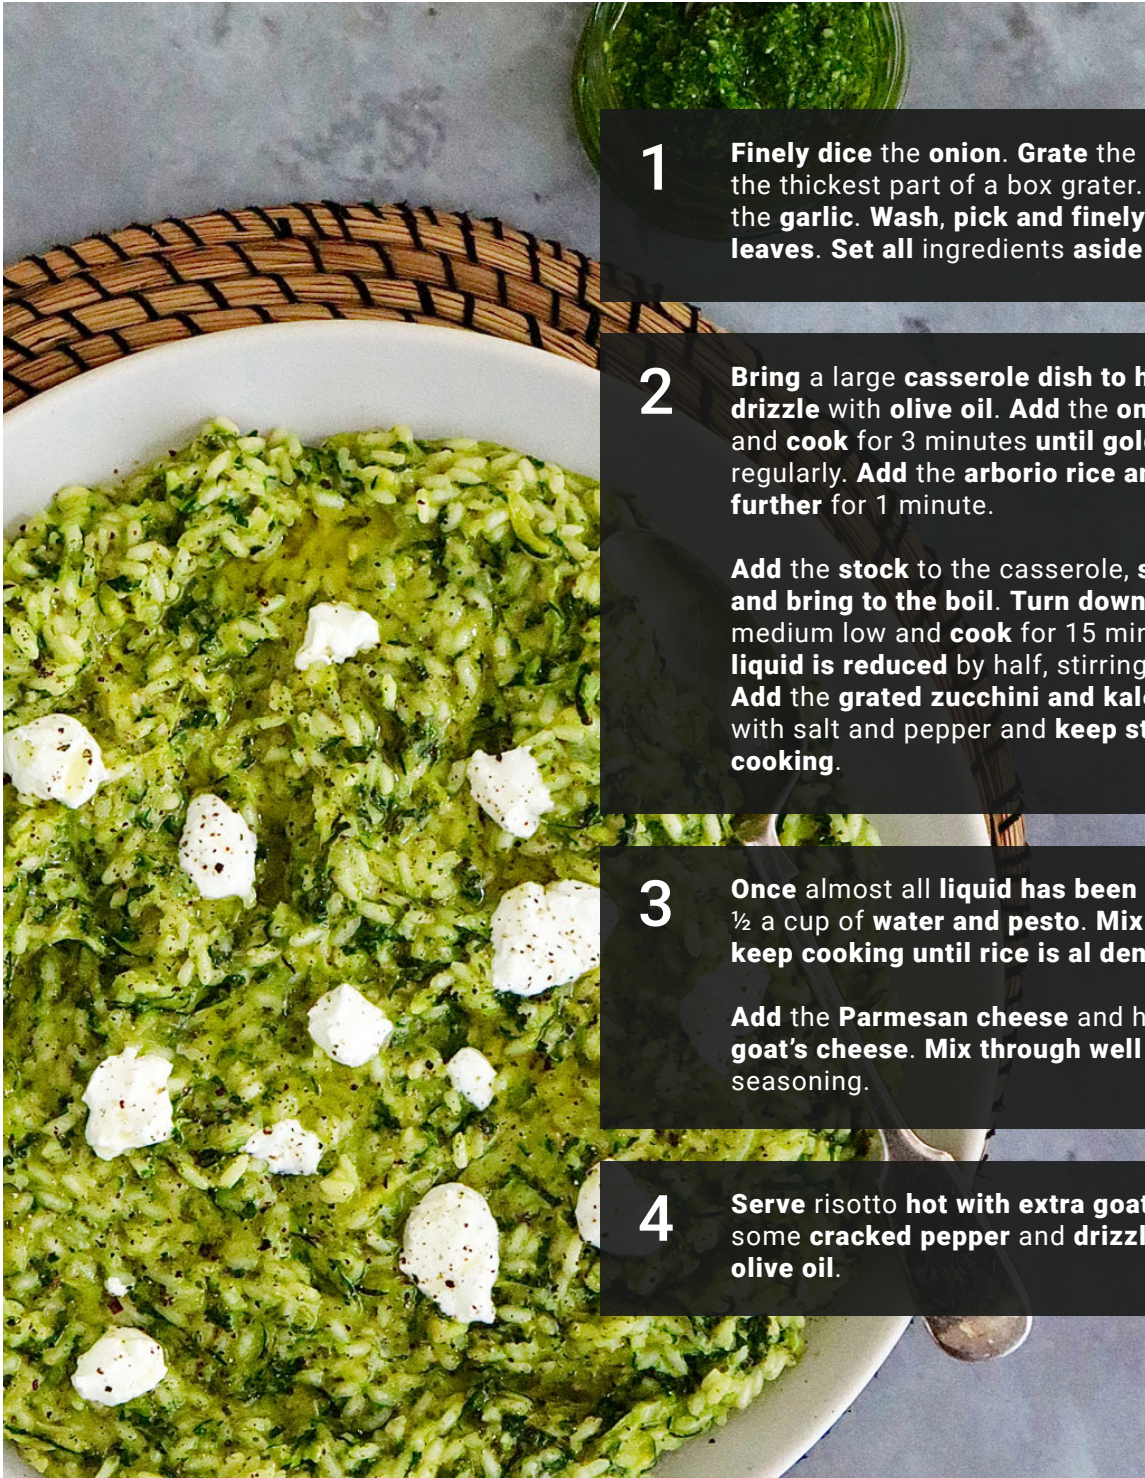 1
Finely dice the onion. Grate the
the thickest part of a box grater.
the garlic. Wash, pick and finely
leaves. Set all ingredients aside
2
Bring a large casserole dish to
drizzle with olive oil. Add the
and cook for 3 minutes until
regularly. Add the arborio rice
further for 1 minute.
Add the stock to the casserole,
and bring to the boil. Turn down
medium low and cook for 15
liquid is reduced by half, stirring
Add the grated zucchini and
with salt and pepper and keep
cooking.
3
Once almost all liquid has been
½ a cup of water and pesto. Mix
keep cooking until rice is al
Add the Parmesan cheese and
goat's cheese. Mix through well
seasoning.
4
Serve risotto hot with extra
some cracked pepper and
olive oil.